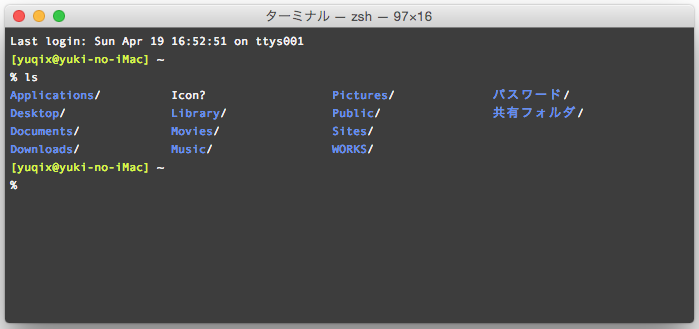 ターミナル — zsh — 97×16
Last login: Sun Apr 19 16:52:51 on ttys001
[yuqix@yuki-no-iMac] ~
% ls
Applications/ Icon? Pictures/ パスワード/
Desktop/ Library/ Public/ 共有フォルダ/
Documents/ Movies/ Sites/
Downloads/ Music/ WORKS/
[yuqix@yuki-no-iMac] ~
%